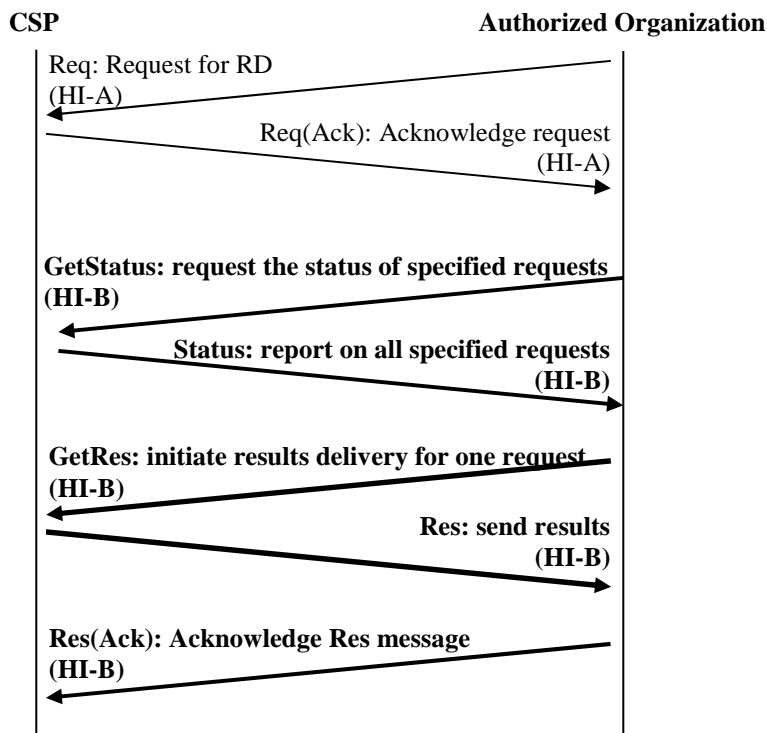 CSP
Authorized Organization
Req: Request for RD
(HI-A)
Req(Ack): Acknowledge request
(HI-A)
GetStatus: request the status of specified requests
(HI-B)
Status: report on all specified requests
(HI-B)
GetRes: initiate results delivery for one request
(HI-B)
Res: send results
(HI-B)
Res(Ack): Acknowledge Res message
(HI-B)